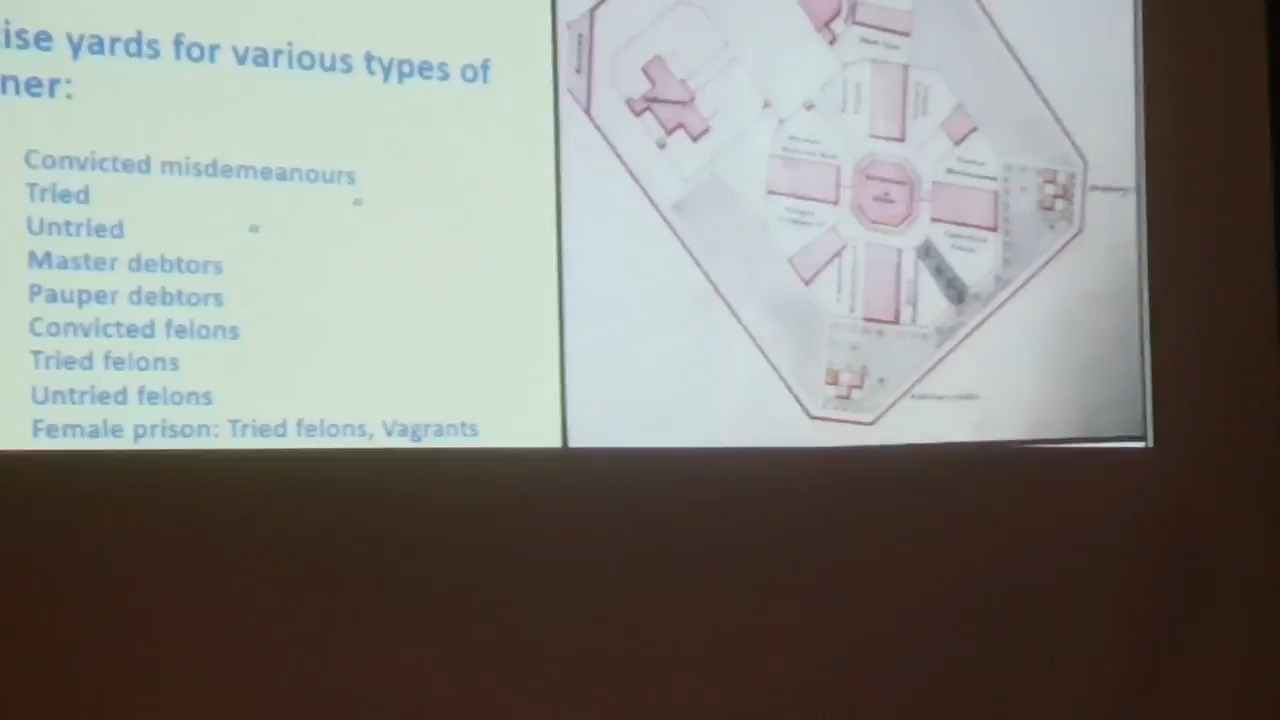 ise yards for various types of
ner:
Convicted misdemeanours
Tried
Untried
Master debtors
Pauper debtors
Convicted felons
Tried felons
Untried felons
Female prison: Tried felons, Vagrants